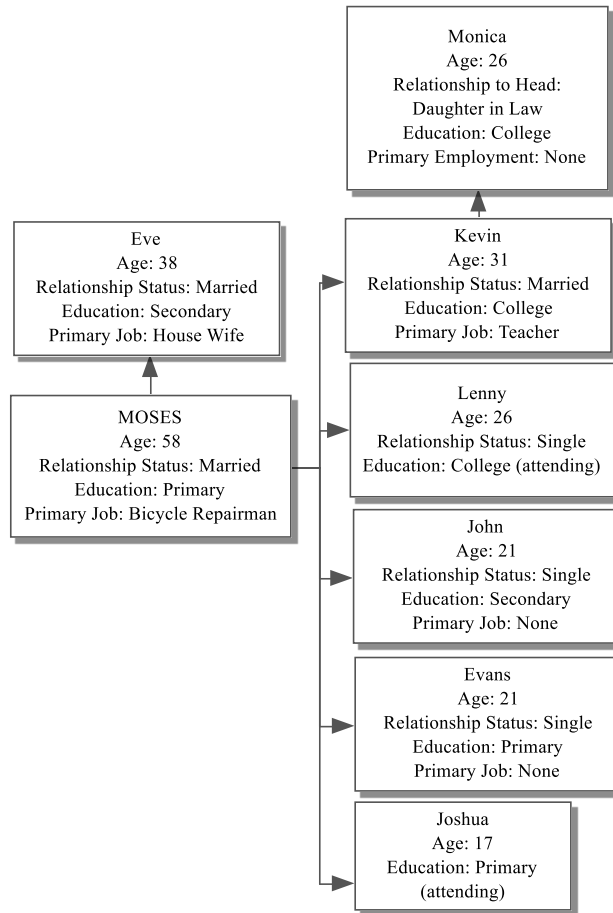 Monica
Age: 26
Relationship to Head:
Daughter in Law
Education: College
Primary Employment: None
Eve
Age: 38
Relationship Status: Married
Education: Secondary
Primary Job: House Wife
Kevin
Age: 31
Relationship Status: Married
Education: College
Primary Job: Teacher
MOSES
Age: 58
Relationship Status: Married
Education: Primary
Primary Job: Bicycle Repairman
Lenny
Age: 26
Relationship Status: Single
Education: College (attending)
John
Age: 21
Relationship Status: Single
Education: Secondary
Primary Job: None
Evans
Age: 21
Relationship Status: Single
Education: Primary
Primary Job: None
Joshua
Age: 17
Education: Primary
(attending)